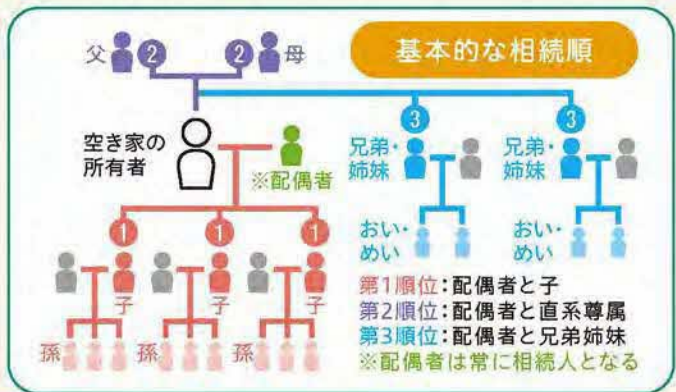 基本的な相続順
父 2 2 母
空き家の
所有者
※配偶者
3 3
兄弟・
姉妹
兄弟・
姉妹
おい・
めい
おい・
めい
1 1 1
子 子 子
孫 孫 孫
第1順位：配偶者と子
第2順位：配偶者と直系尊属
第3順位：配偶者と兄弟姉妹
※配偶者は常に相続人となる